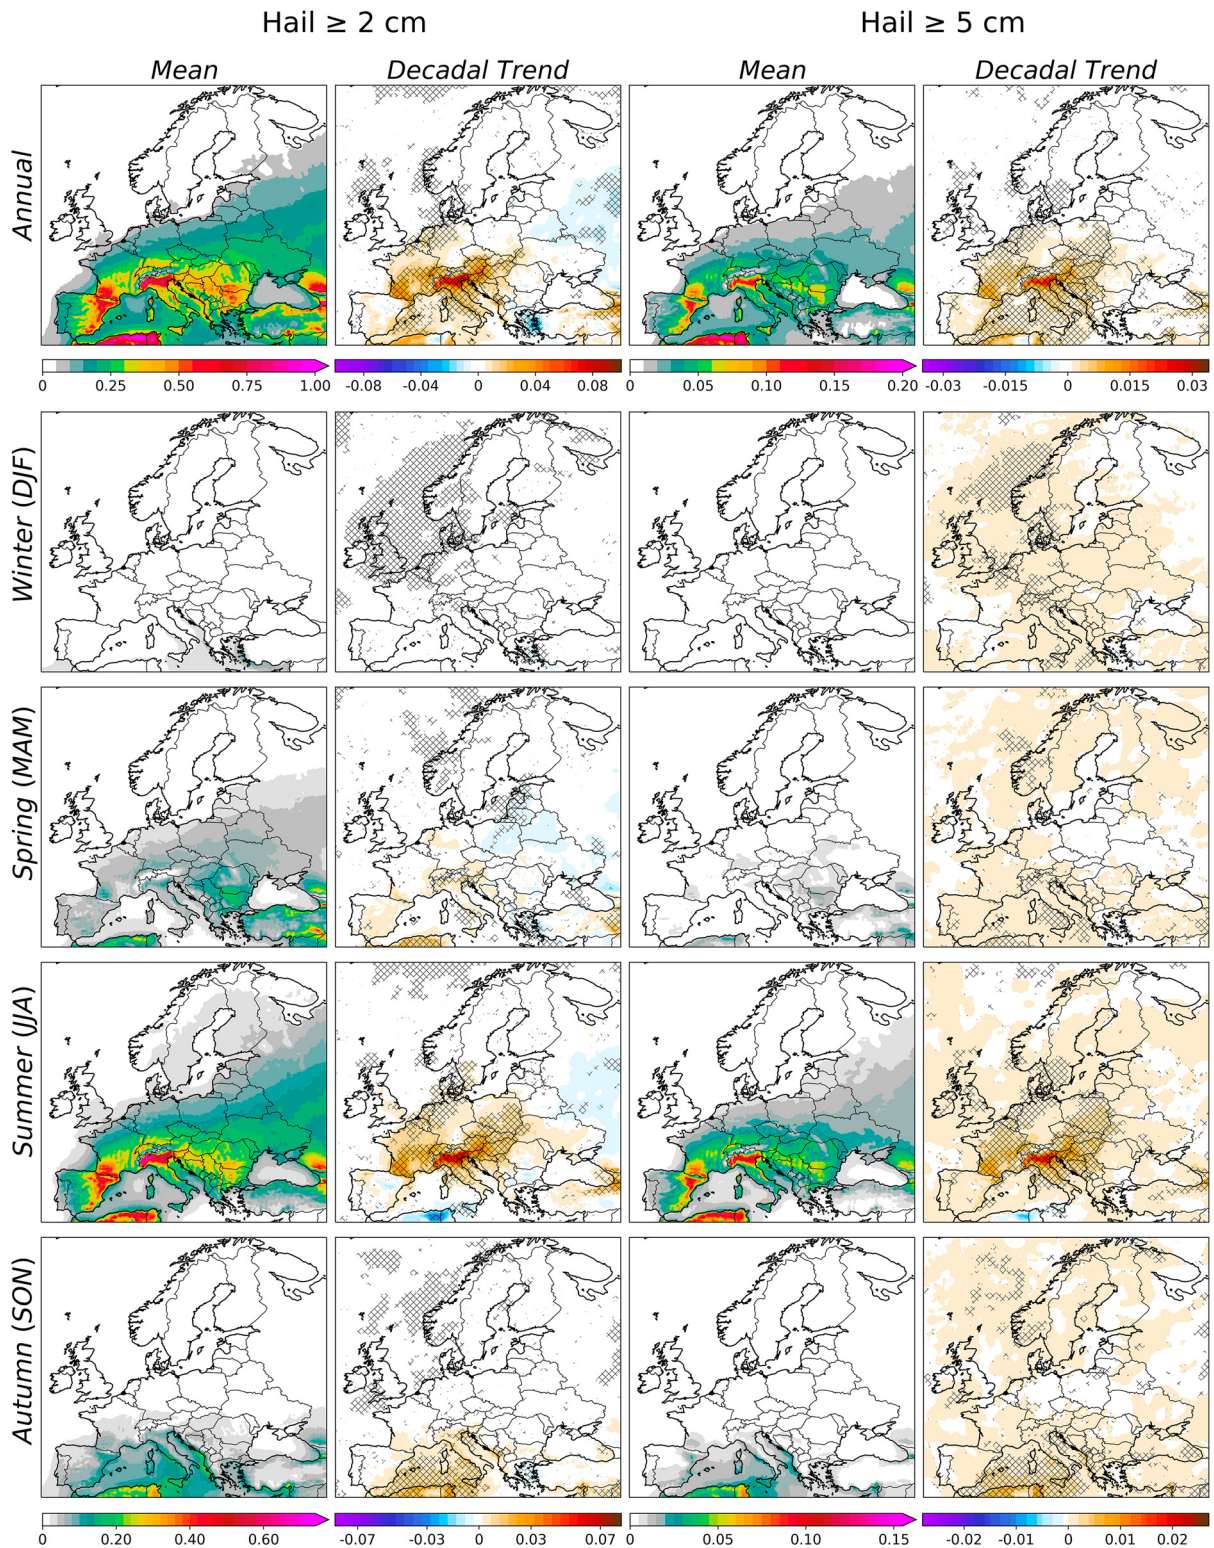 Hail ≥ 2 cm Hail ≥ 5 cm
Mean Decadal Trend Mean Decadal Trend
Annual
0 0.25 0.50 0.75 1.00 -0.08 -0.04 0 0.04 0.08 0 0.05 0.10 0.15 0.20 -0.03 -0.015 0 0.015 0.03
Winter (DJF)
Spring (MAM)
Summer (JJA)
Autumn (SON)
0 0.20 0.40 0.60 -0.07 -0.03 0 0.03 0.07 0 0.05 0.10 0.15 -0.02 -0.01 0 0.01 0.02